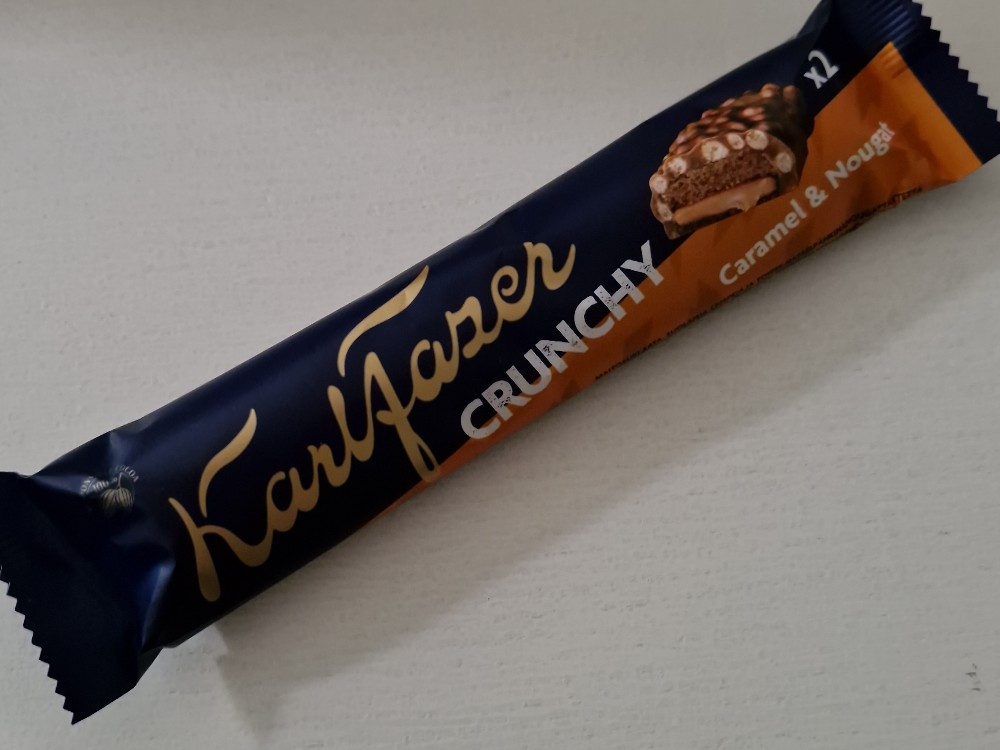 Karl Fazer
CRUNCHY
Caramel & Nougat
x2